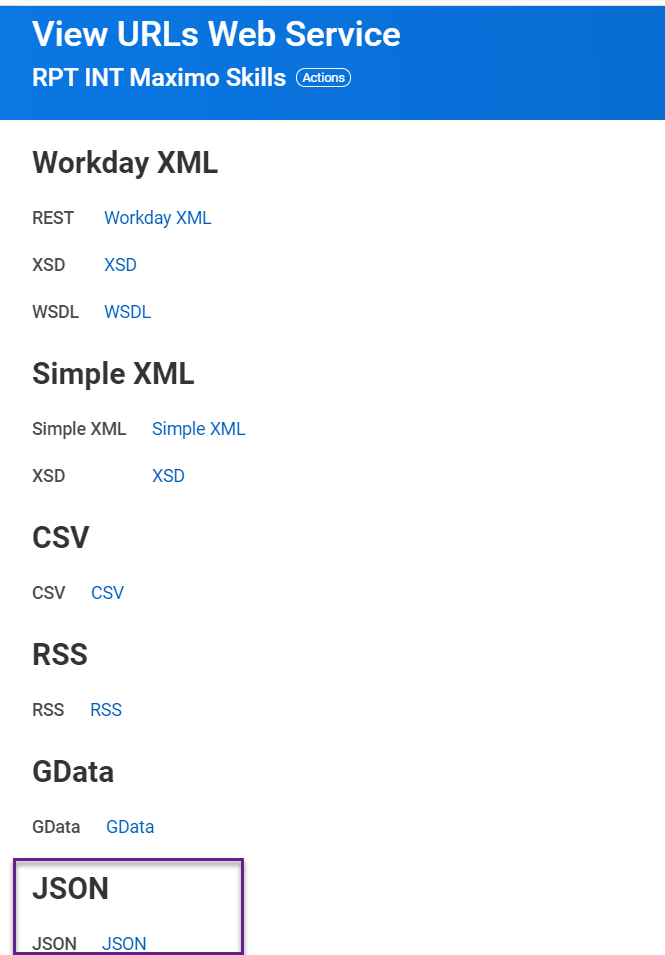 View URLs Web Service
RPT INT Maximo Skills Actions
Workday XML
REST Workday XML
XSD XSD
WSDL WSDL
Simple XML
Simple XML Simple XML
XSD XSD
CSV
CSV CSV
RSS
RSS RSS
GData
GData GData
JSON
JSON JSON